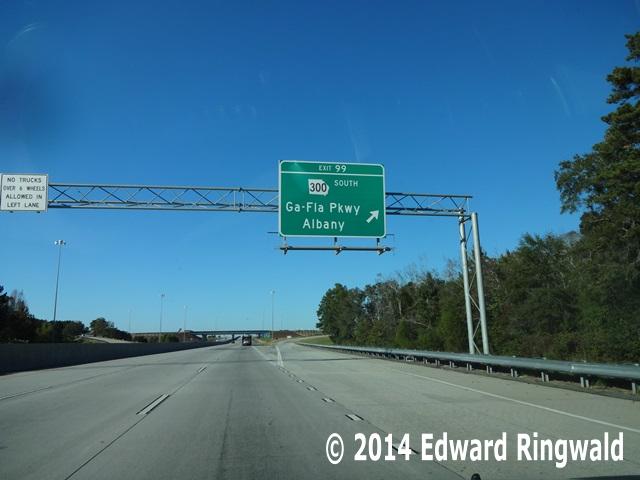 NO TRUCKS
OVER 6 WHEELS
ALLOWED IN
LEFT LANE
EXIT 99
300 SOUTH
Ga-Fla Pkwy
Albany
© 2014 Edward Ringwald